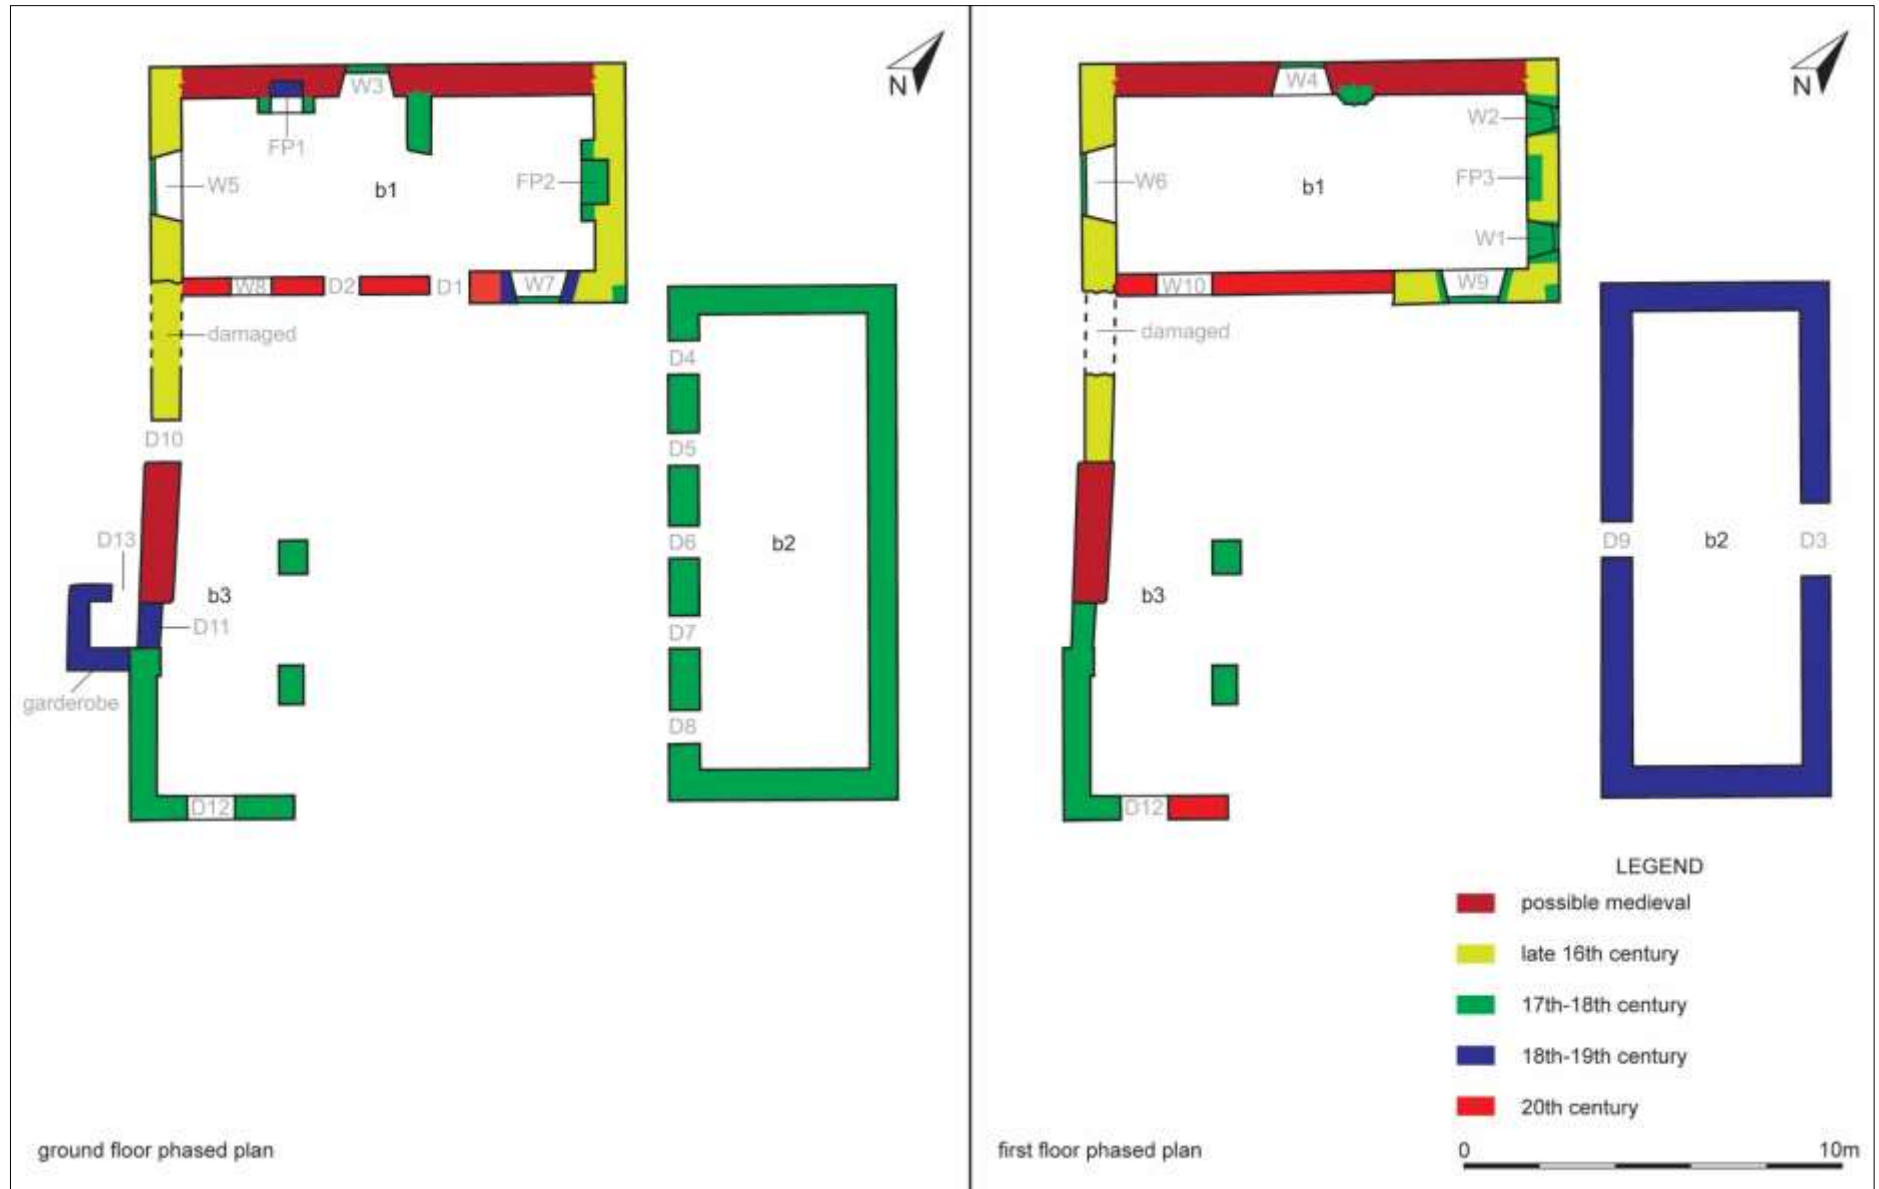 N
W3
FP1
W5
b1
FP2
W8
D2
D1
W7
damaged
D4
D10
D5
D13
D6
b2
b3
D11
D7
garderobe
D8
D12
ground floor phased plan
N
W4
W2
W6
b1
FP3
W1
W10
W9
damaged
D9
b2
D3
b3
D12
LEGEND
possible medieval
late 16th century
17th-18th century
18th-19th century
20th century
first floor phased plan
0 10m